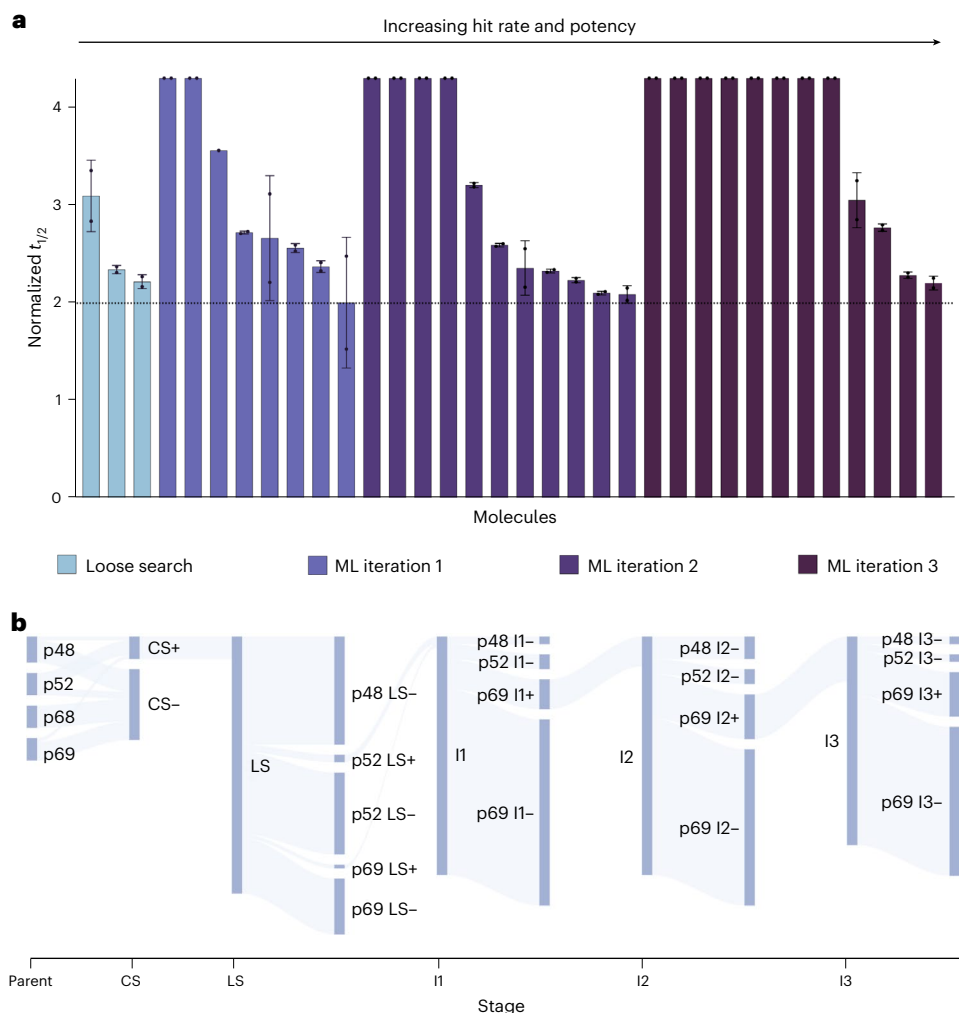 a
Increasing hit rate and potency
4
3
2
1
0
Normalized t1/2
Molecules
Loose search
ML iteration 1
ML iteration 2
ML iteration 3
b
p48
p52
p68
p69
CS+
CS–
LS
p48 LS–
p52 LS+
p52 LS–
p69 LS+
p69 LS–
I1
p48 I1–
p52 I1–
p69 I1+
p69 I1–
I2
p48 I2–
p52 I2–
p69 I2+
p69 I2–
I3
p48 I3–
p52 I3–
p69 I3+
p69 I3–
Parent CS LS I1 I2 I3
Stage